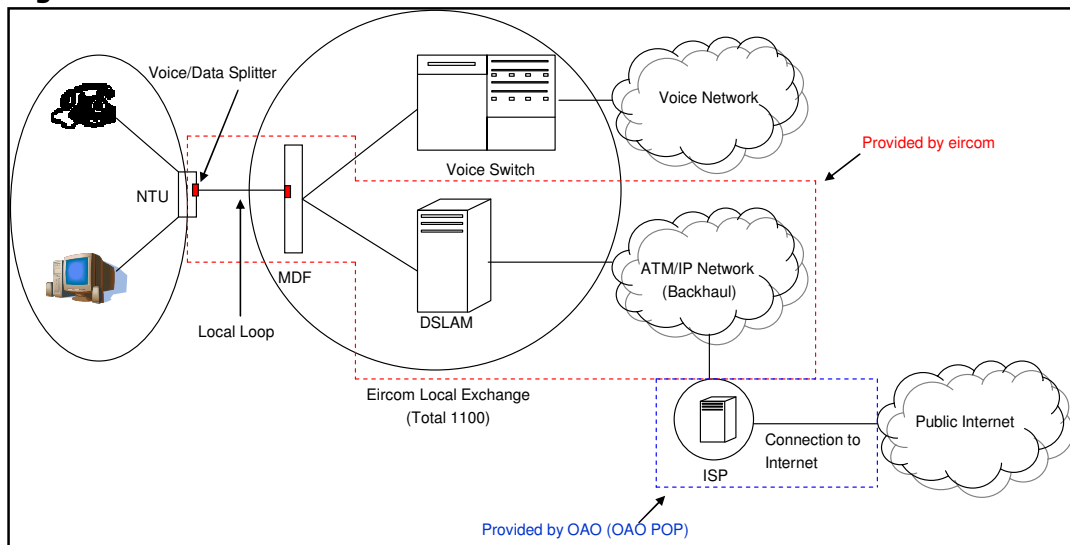 Voice/Data Splitter
Voice Network
Provided by eircom
Voice Switch
NTU
MDF
ATM/IP Network
(Backhaul)
DSLAM
Local Loop
Eircom Local Exchange
(Total 1100)
Public Internet
Connection to
Internet
ISP
Provided by OAO (OAO POP)